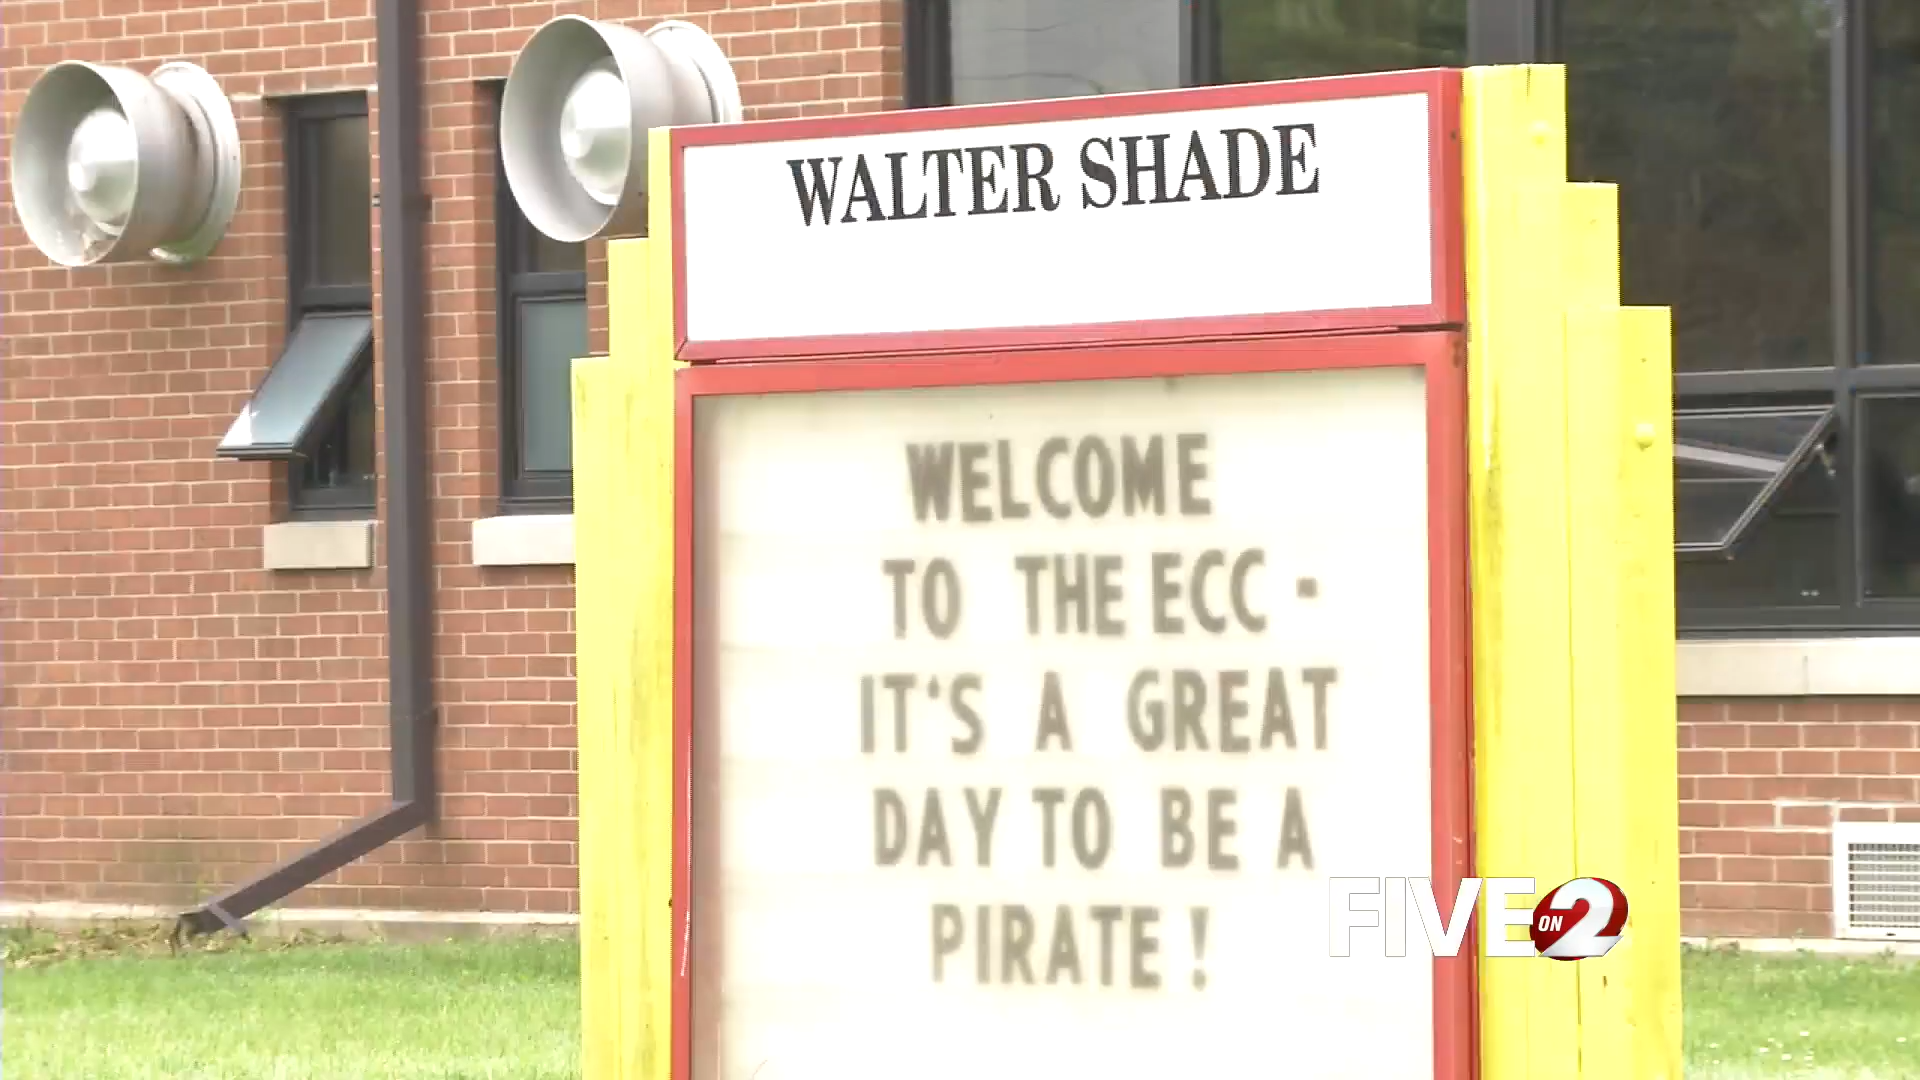 WALTER SHADE
WELCOME
TO THE ECC -
IT'S A GREAT
DAY TO BE A
PIRATE !
FIVE ON 2